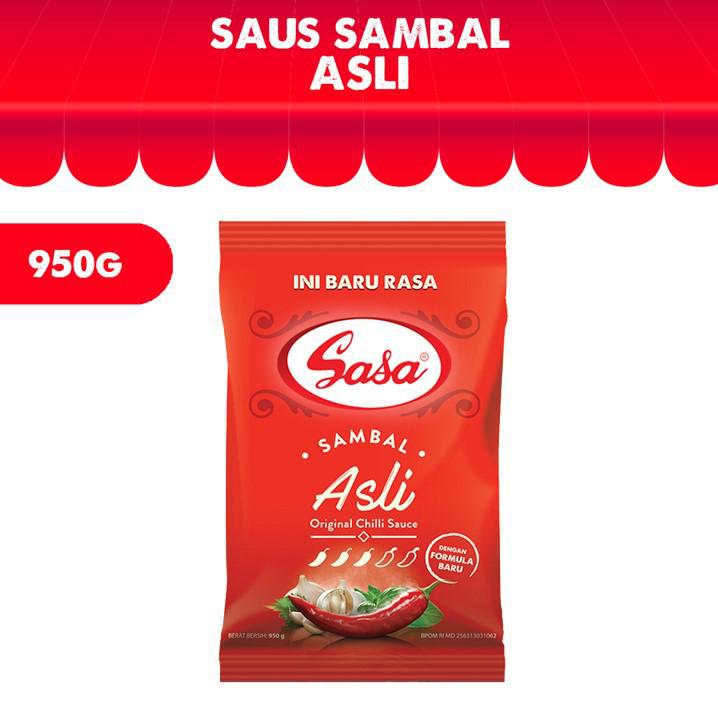 SAUS SAMBAL
ASLI
950G
INI BARU RASA
Sasa®
• SAMBAL •
Asli
Original Chilli Sauce
DENGAN
FORMULA
BARU
BERAT BERSIH: 950 g
BPOM RI MD 256313031062